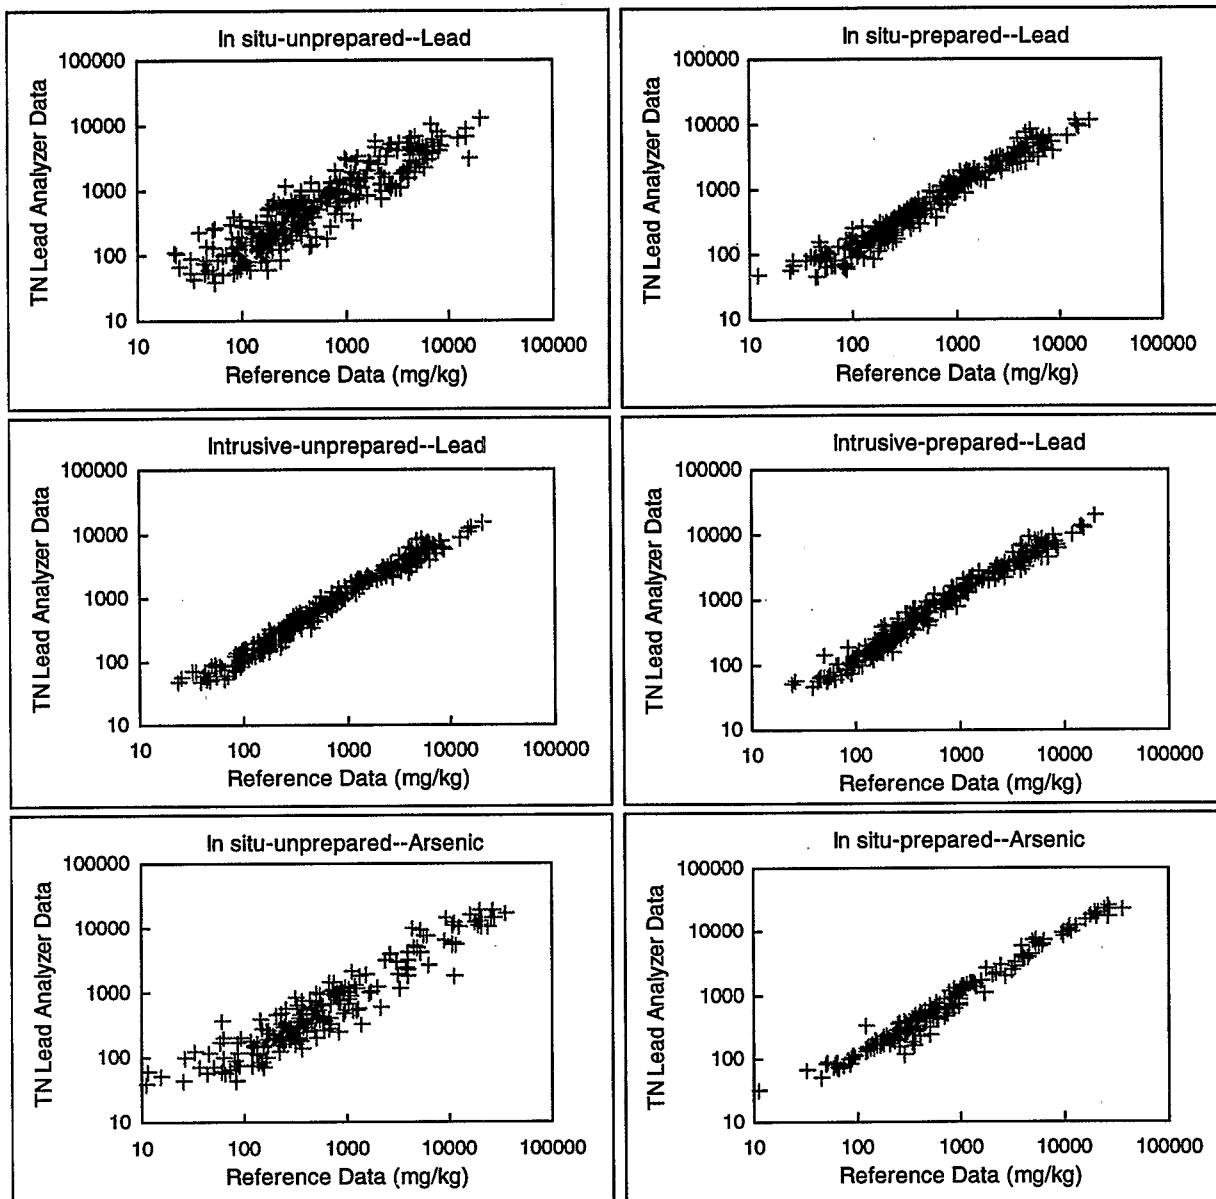 In situ-unprepared--Lead
TN Lead Analyzer Data
100000
10000
1000
100
10
10 100 1000 10000 100000
Reference Data (mg/kg)
In situ-prepared--Lead
TN Lead Analyzer Data
100000
10000
1000
100
10
10 100 1000 10000 100000
Reference Data (mg/kg)
Intrusive-unprepared--Lead
TN Lead Analyzer Data
100000
10000
1000
100
10
10 100 1000 10000 100000
Reference Data (mg/kg)
Intrusive-prepared--Lead
TN Lead Analyzer Data
100000
10000
1000
100
10
10 100 1000 10000 100000
Reference Data (mg/kg)
In situ-unprepared--Arsenic
TN Lead Analyzer Data
100000
10000
1000
100
10
10 100 1000 10000 100000
Reference Data (mg/kg)
In situ-prepared--Arsenic
TN Lead Analyzer Data
100000
10000
1000
100
10
10 100 1000 10000 100000
Reference Data (mg/kg)